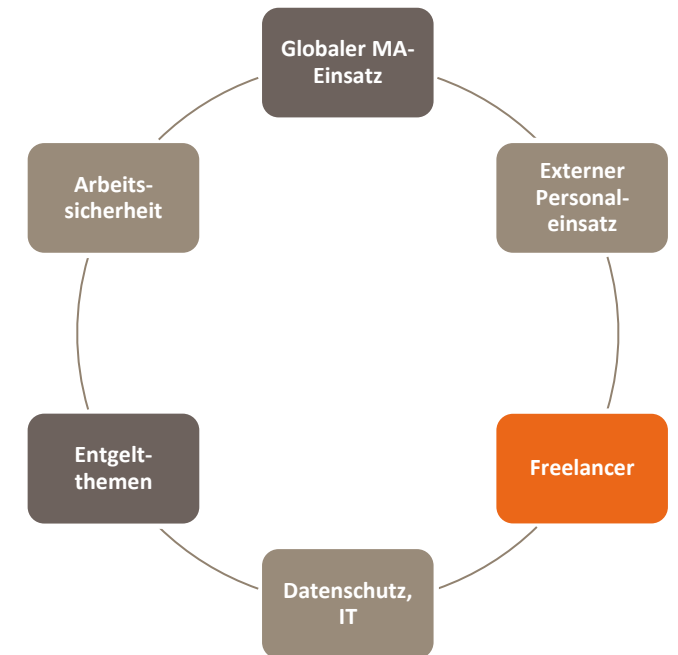 Globaler MA-
Einsatz
Externer
Personal-
einsatz
Freelancer
Datenschutz,
IT
Entgelt-
themen
Arbeits-
sicherheit